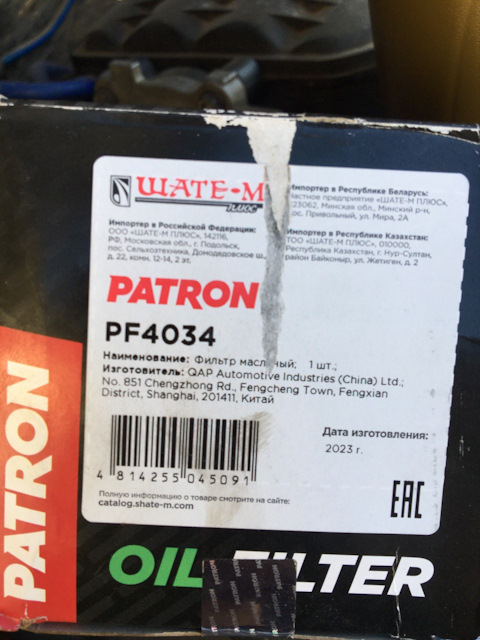 ШАТЕ-М
ПЛЮС
Импортер в Российской Федерации:
ООО «ШАТЕ-М ПЛЮС», 142116,
РФ, Московская обл., г. Подольск,
пос. Сельхозтехника, Домодедовское ш.,
д. 22, комн. 12-14, 2 эт.
Импортер в Республике Беларусь:
Частное предприятие «ШАТЕ-М ПЛЮС»,
223062, Минская обл., Минский р-н,
пос. Привольный, ул. Мира, 2А
Импортер в Республике Казахстан:
ТОО «ШАТЕ-М ПЛЮС», 010000,
Республика Казахстан, г. Нур-Султан,
район Байконыр, ул. Жетиген, д. 2
PATRON
PF4034
Наименование: Фильтр масляный; 1 шт.;
Изготовитель: QAP Automotive Industries (China) Ltd.;
No. 851 Chengzhong Rd., Fengcheng Town, Fengxian
District, Shanghai, 201411, Китай
4 814255 045091
Дата изготовления:
2023 г.
Полную информацию о товаре смотрите на сайте:
catalog.shate-m.com
EAC
PATRON
OIL FILTER